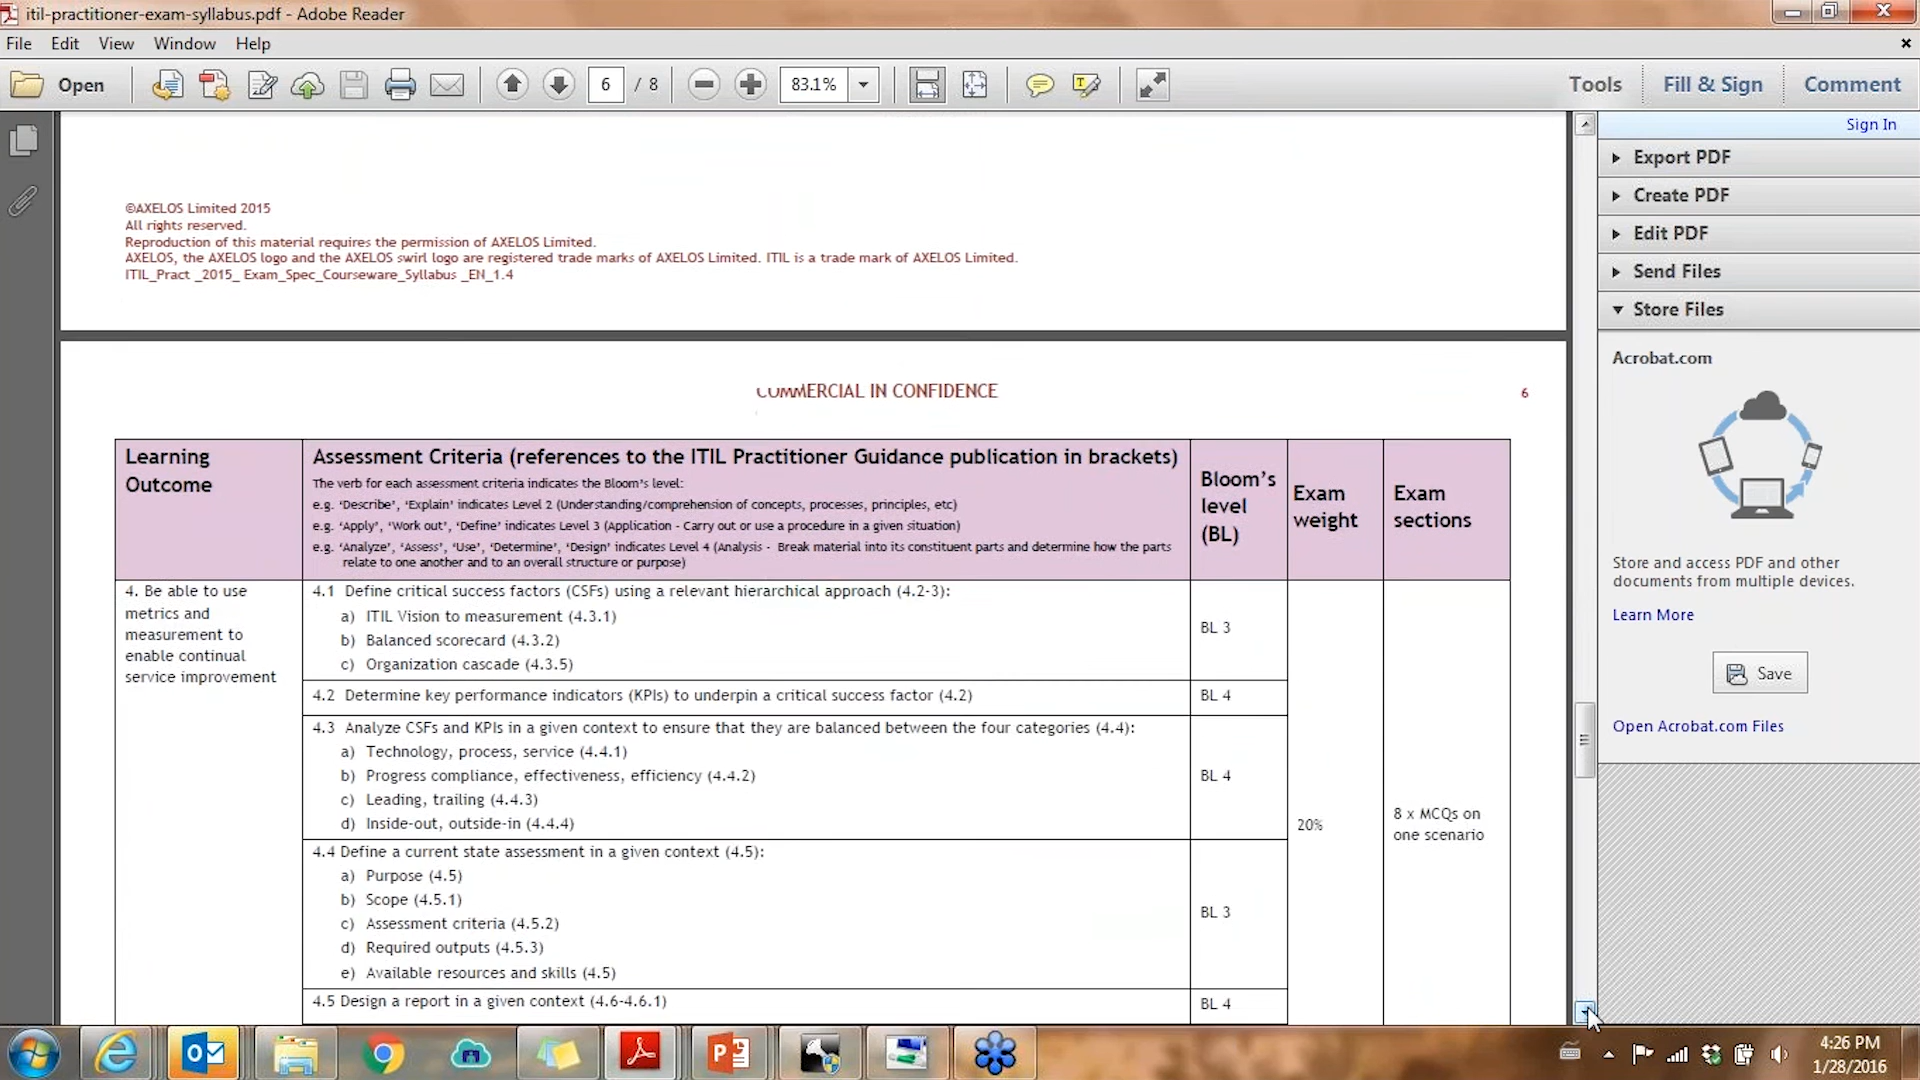 itil-practitioner-exam-syllabus.pdf - Adobe Reader
File Edit View Window Help
Open 6 / 8 83.1% Tools Fill & Sign Comment
Sign In
Export PDF
Create PDF
Edit PDF
Send Files
Store Files
Acrobat.com
Store and access PDF and other
documents from multiple devices.
Learn More
Save
Open Acrobat.com Files
©AXELOS Limited 2015
All rights reserved.
Reproduction of this material requires the permission of AXELOS Limited.
AXELOS, the AXELOS logo and the AXELOS swirl logo are registered trade marks of AXELOS Limited. ITIL is a trade mark of AXELOS Limited.
ITIL_Pract _2015_ Exam_Spec_Courseware_Syllabus _EN_1.4
COMMERCIAL IN CONFIDENCE
6
Learning
Outcome
Assessment Criteria (references to the ITIL Practitioner Guidance publication in brackets)
The verb for each assessment criteria indicates the Bloom's level:
e.g. 'Describe', 'Explain' indicates Level 2 (Understanding/comprehension of concepts, processes, principles, etc)
e.g. 'Apply', 'Work out', 'Define' indicates Level 3 (Application - Carry out or use a procedure in a given situation)
e.g. 'Analyze', 'Assess', 'Use', 'Determine', 'Design' indicates Level 4 (Analysis - Break material into its constituent parts and determine how the parts
relate to one another and to an overall structure or purpose)
Bloom's
level
(BL)
Exam
weight
Exam
sections
4. Be able to use
metrics and
measurement to
enable continual
service improvement
4.1 Define critical success factors (CSFs) using a relevant hierarchical approach (4.2-3):
a) ITIL Vision to measurement (4.3.1)
b) Balanced scorecard (4.3.2)
c) Organization cascade (4.3.5)
BL 3
4.2 Determine key performance indicators (KPIs) to underpin a critical success factor (4.2)
BL 4
4.3 Analyze CSFs and KPIs in a given context to ensure that they are balanced between the four categories (4.4):
a) Technology, process, service (4.4.1)
b) Progress compliance, effectiveness, efficiency (4.4.2)
c) Leading, trailing (4.4.3)
d) Inside-out, outside-in (4.4.4)
BL 4
4.4 Define a current state assessment in a given context (4.5):
a) Purpose (4.5)
b) Scope (4.5.1)
c) Assessment criteria (4.5.2)
d) Required outputs (4.5.3)
e) Available resources and skills (4.5)
BL 3
4.5 Design a report in a given context (4.6-4.6.1)
BL 4
20%
8 x MCQs on
one scenario
4:26 PM
1/28/2016